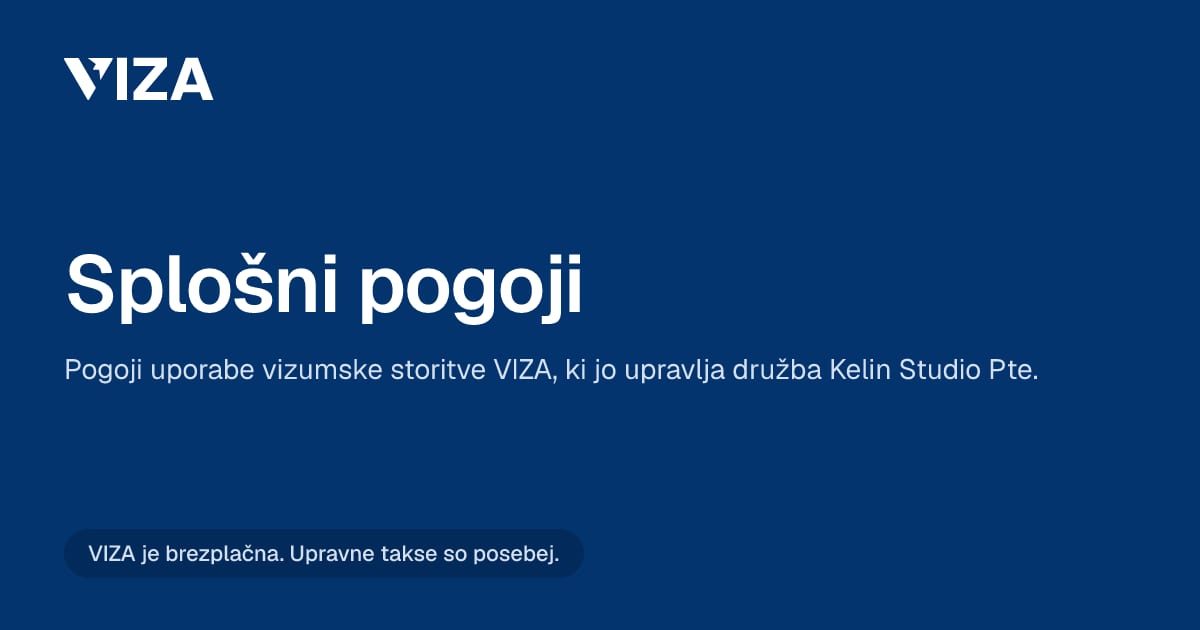 VIZA
Splošni pogoji
Pogoji uporabe vizumske storitve VIZA, ki jo upravlja družba Kelin Studio Pte.
VIZA je brezplačna. Upravne takse so posebej.